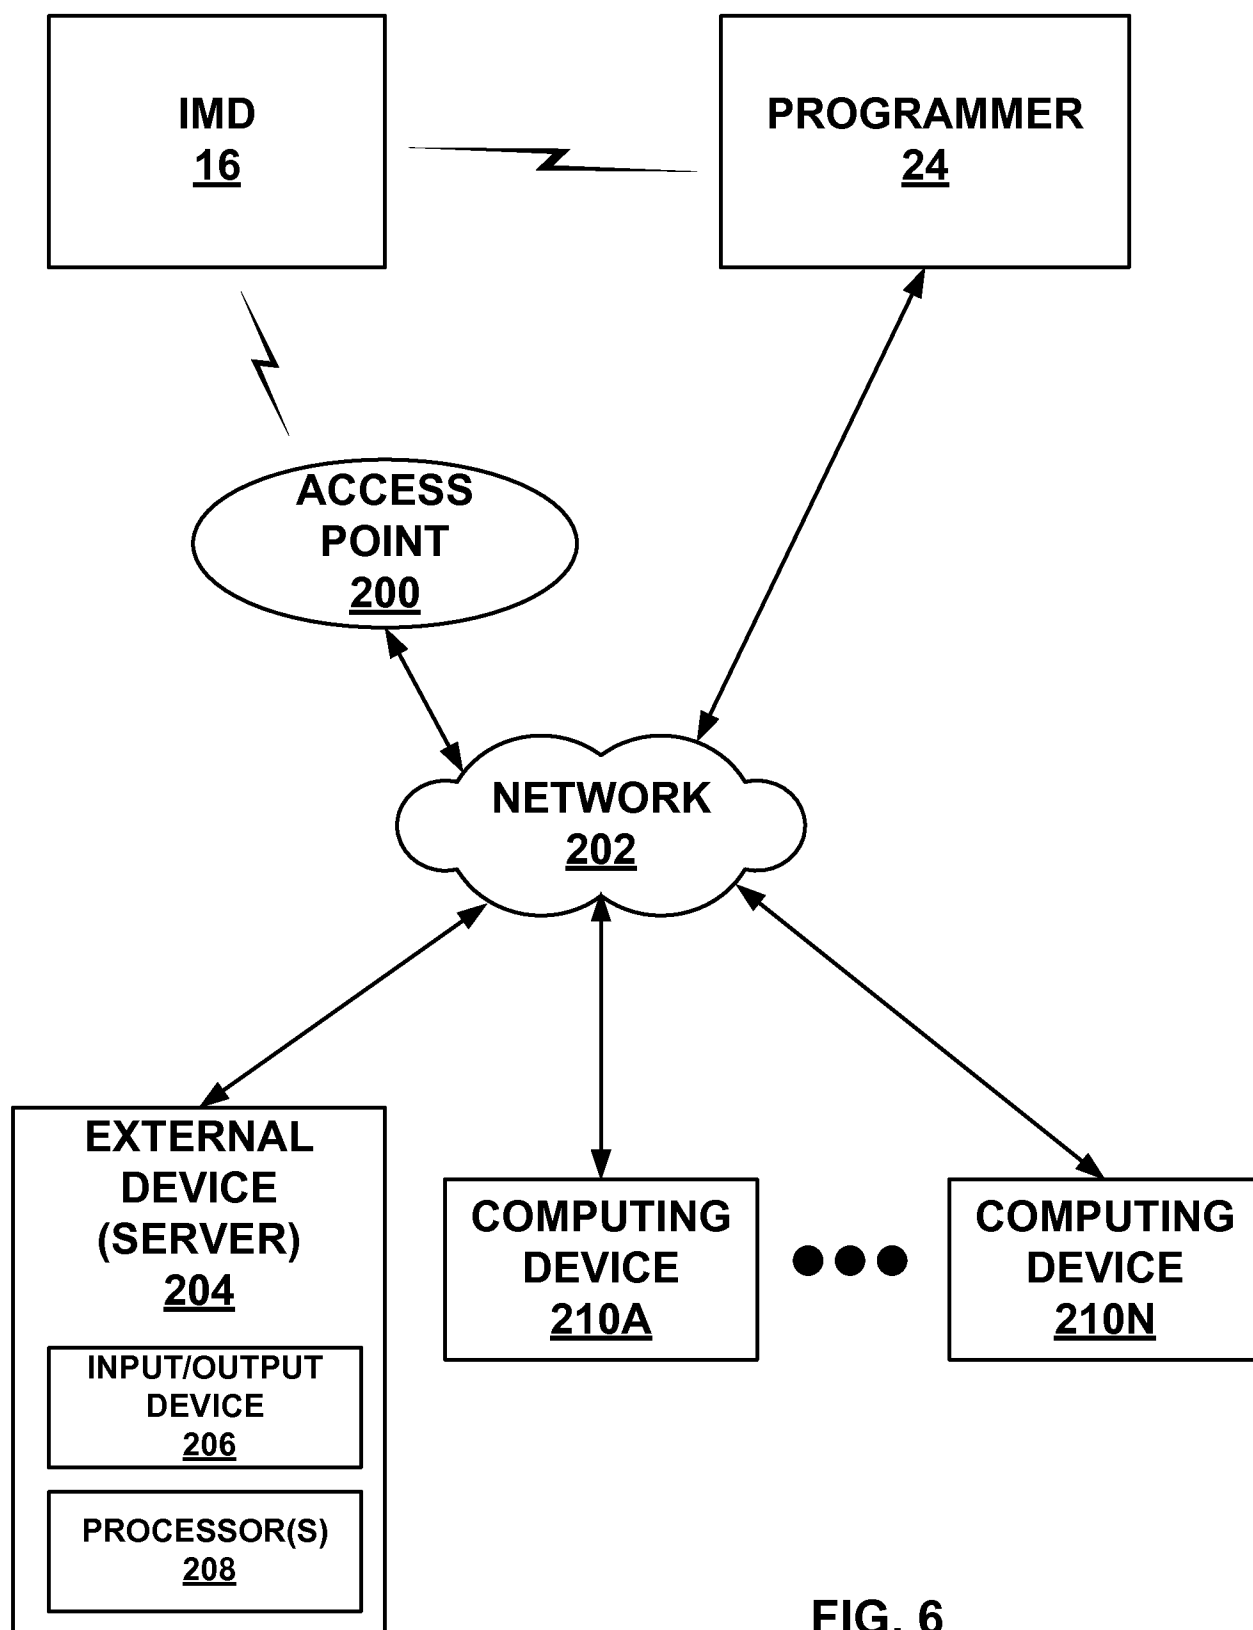 IMD
16
PROGRAMMER
24
ACCESS
POINT
200
NETWORK
202
EXTERNAL
DEVICE
(SERVER)
204
INPUT/OUTPUT
DEVICE
206
PROCESSOR(S)
208
COMPUTING
DEVICE
210A
COMPUTING
DEVICE
210N
FIG. 6